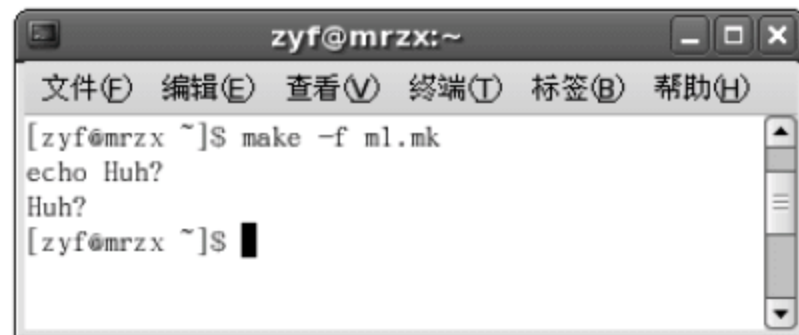 zyf@mrzx:~
文件(F) 编辑(E) 查看(V) 终端(T) 标签(B) 帮助(H)
[zyf@mrzx ~]$ make -f ml.mk
echo Huh?
Huh?
[zyf@mrzx ~]$